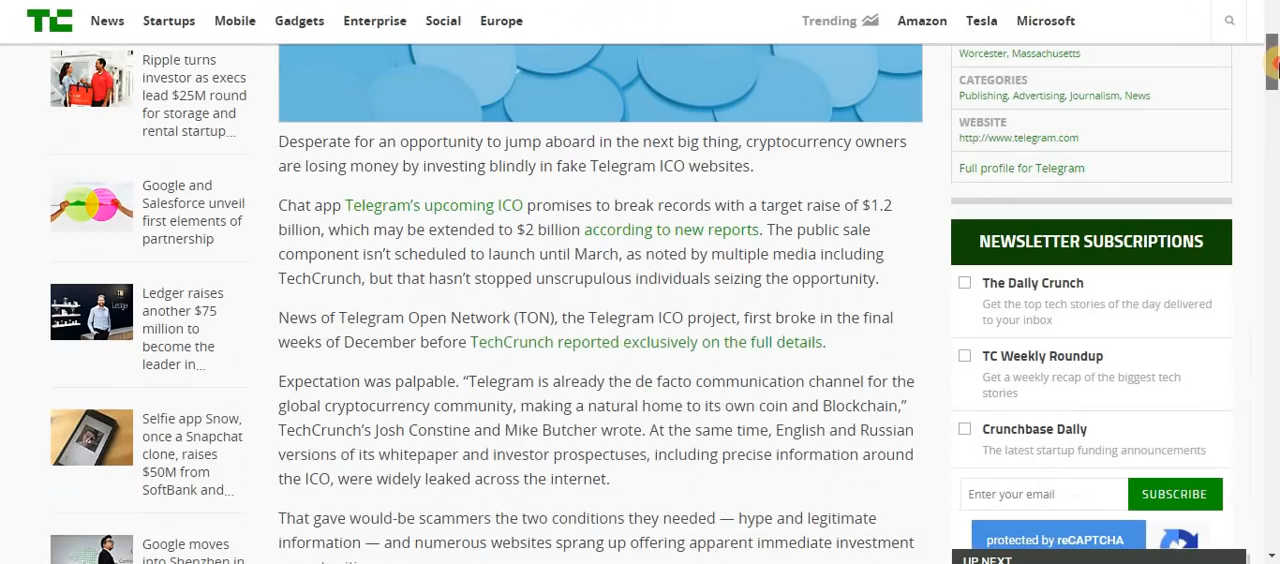 TC News Startups Mobile Gadgets Enterprise Social Europe Trending Amazon Tesla Microsoft
Ripple turns
investor as execs
lead $25M round
for storage and
rental startup...
Google and
Salesforce unveil
first elements of
partnership
Ledger raises
another $75
million to
become the
leader in...
Selfie app Snow,
once a Snapchat
clone, raises
$50M from
SoftBank and...
Google moves
into Shenzhen in
Desperate for an opportunity to jump aboard in the next big thing, cryptocurrency owners
are losing money by investing blindly in fake Telegram ICO websites.
Chat app Telegram's upcoming ICO promises to break records with a target raise of $1.2
billion, which may be extended to $2 billion according to new reports. The public sale
component isn't scheduled to launch until March, as noted by multiple media including
TechCrunch, but that hasn't stopped unscrupulous individuals seizing the opportunity.
News of Telegram Open Network (TON), the Telegram ICO project, first broke in the final
weeks of December before TechCrunch reported exclusively on the full details.
Expectation was palpable. “Telegram is already the de facto communication channel for the
global cryptocurrency community, making a natural home to its own coin and Blockchain,”
TechCrunch's Josh Constine and Mike Butcher wrote. At the same time, English and Russian
versions of its whitepaper and investor prospectuses, including precise information around
the ICO, were widely leaked across the internet.
That gave would-be scammers the two conditions they needed — hype and legitimate
information — and numerous websites sprang up offering apparent immediate investment
Worcester, Massachusetts
CATEGORIES
Publishing, Advertising, Journalism, News
WEBSITE
http://www.telegram.com
Full profile for Telegram
NEWSLETTER SUBSCRIPTIONS
The Daily Crunch
Get the top tech stories of the day delivered
to your inbox
TC Weekly Roundup
Get a weekly recap of the biggest tech
stories
Crunchbase Daily
The latest startup funding announcements
Enter your email SUBSCRIBE
protected by reCAPTCHA
UP NEXT